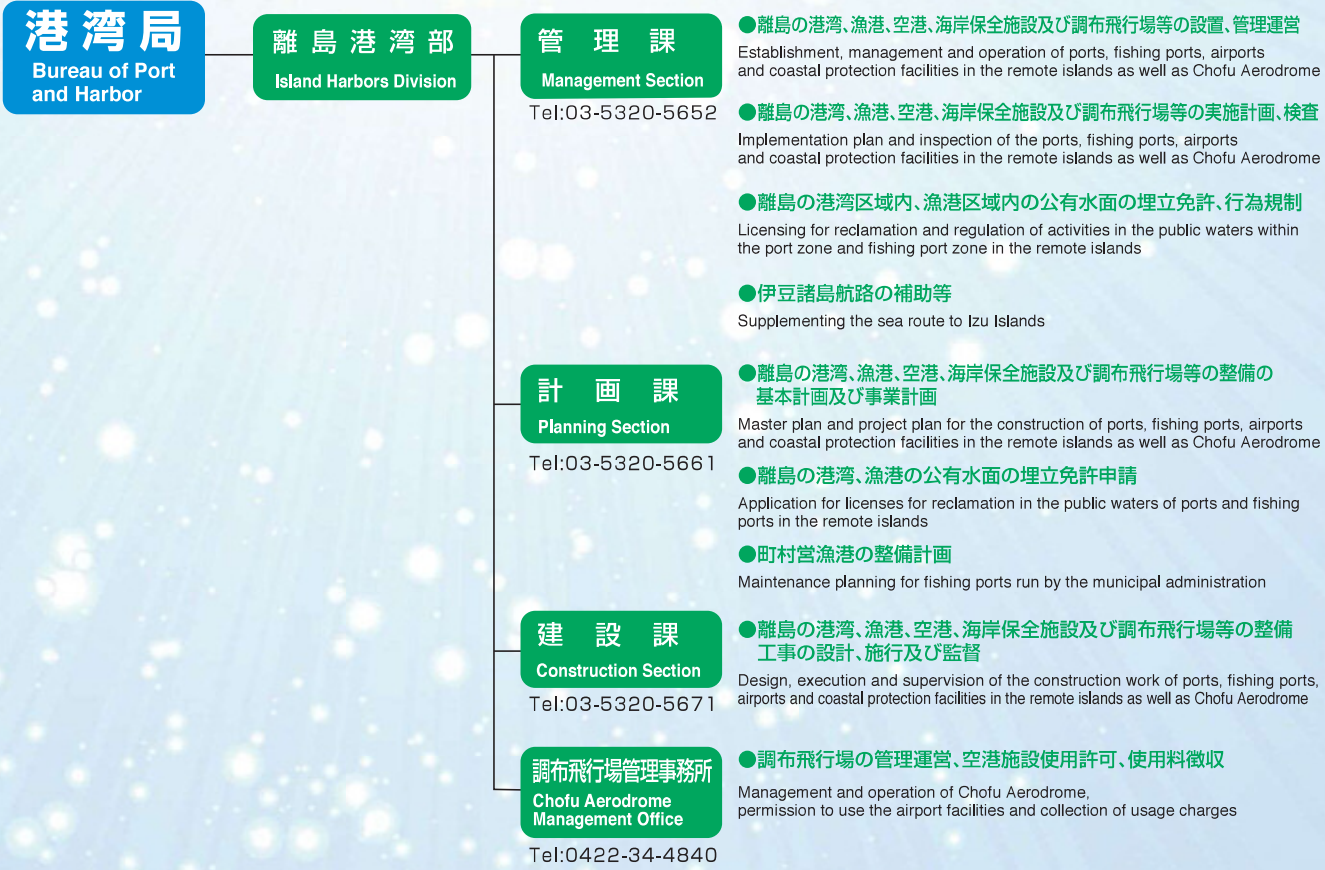 港湾局
Bureau of Port
and Harbor
離島港湾部
Island Harbors Division
管理課
Management Section
Tel:03-5320-5652
●離島の港湾、漁港、空港、海岸保全施設及び調布飛行場等の設置、管理運営
Establishment, management and operation of ports, fishing ports, airports
and coastal protection facilities in the remote islands as well as Chofu Aerodrome
●離島の港湾、漁港、空港、海岸保全施設及び調布飛行場等の実施計画、検査
Implementation plan and inspection of the ports, fishing ports, airports
and coastal protection facilities in the remote islands as well as Chofu Aerodrome
●離島の港湾区域内、漁港区域内の公有水面の埋立免許、行為規制
Licensing for reclamation and regulation of activities in the public waters within
the port zone and fishing port zone in the remote islands
●伊豆諸島航路の補助等
Supplementing the sea route to Izu Islands
計画課
Planning Section
Tel:03-5320-5661
●離島の港湾、漁港、空港、海岸保全施設及び調布飛行場等の整備の
基本計画及び事業計画
Master plan and project plan for the construction of ports, fishing ports, airports
and coastal protection facilities in the remote islands as well as Chofu Aerodrome
●離島の港湾、漁港の公有水面の埋立免許申請
Application for licenses for reclamation in the public waters of ports and fishing
ports in the remote islands
●町村営漁港の整備計画
Maintenance planning for fishing ports run by the municipal administration
建設課
Construction Section
Tel:03-5320-5671
●離島の港湾、漁港、空港、海岸保全施設及び調布飛行場等の整備
工事の設計、施行及び監督
Design, execution and supervision of the construction work of ports, fishing ports,
airports and coastal protection facilities in the remote islands as well as Chofu Aerodrome
調布飛行場管理事務所
Chofu Aerodrome
Management Office
Tel:0422-34-4840
●調布飛行場の管理運営、空港施設使用許可、使用料徴収
Management and operation of Chofu Aerodrome,
permission to use the airport facilities and collection of usage charges